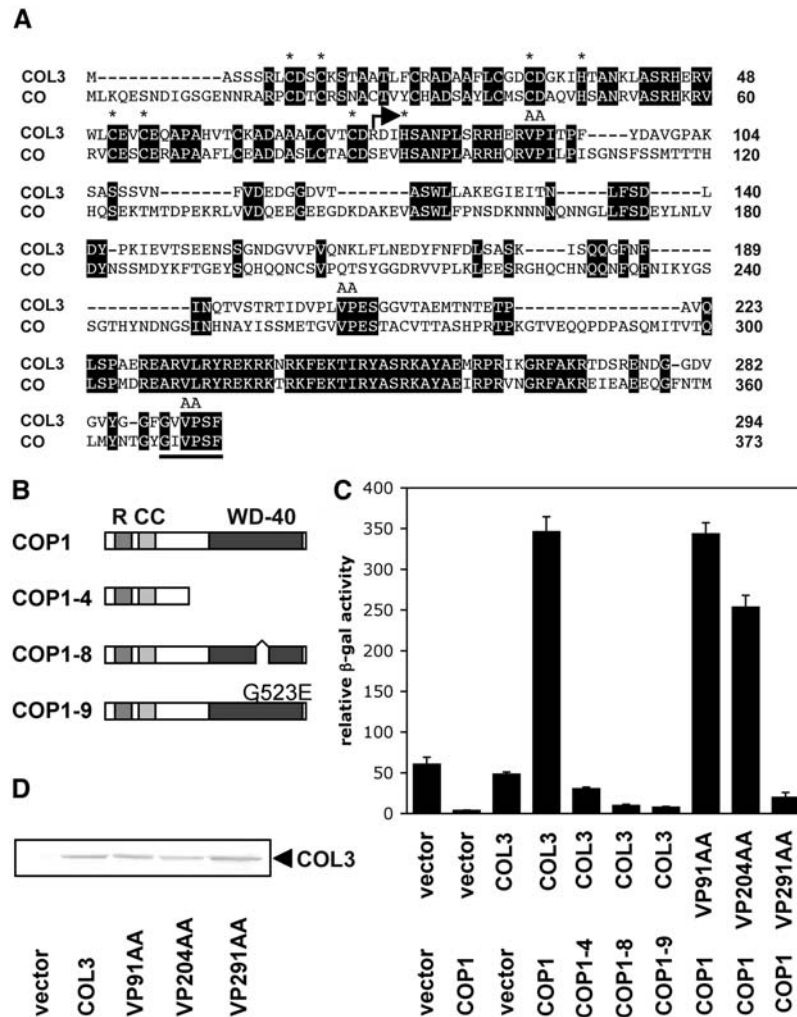 A
* * * *
COL3 M------------ASSSRLCDSCKSTAATLFCRADAAFLCGDCDGKIHTANKLASRHERV 48
CO MLKQESNDIGSGENNRARPCDTCRSNACTVYCHADSAYLCMSCDAQVHSANRVASRHKRV 60
* * * * AA
COL3 WLCEVCEQAPAHVTCKADAAALCVTCDRDIHSANPLSRRHERVPITPF----YDAVGPAK 104
CO RVCESCERAPAAFLCEADDASLCTACDSEVHSANPLARRHQRVPILPISGNSFSSMTTTH 120
COL3 SASSSVN-------FVDEDGGDVT-------ASWLLAKEGIEITN-----LFSD-----L 140
CO HQSEKTMTDPEKRLVVDQEEGEEGDKDAKEVASWLFPNSDKNNNNQNNGLLFSDEYLNLV 180
COL3 DY-PKIEVTSEENSSGNDGVVPVQNKLFLNEDYFNFDLSASK----ISQQGFNF------ 189
CO DYNSSMDYKFTGEYSQHQQNCSVPQTSYGGDRVVPLKLEESRGHQCHNQQNFQFNIKYGS 240
AA
COL3 ----------INQTVSTRTIDVPLVPESGGVTAEMTNTETP----------------AVQ 223
CO SGTHYNDNGSINHNAYISSMETGVVPESTACVTTASHPRTPKGTVEQQPDPASQMITVTQ 300
COL3 LSPAEREARVLRYREKRKNRKFEKTIRYASRKAYAEMRPRIKGRFAKRTDSRENDG-GDV 282
CO LSPMDREARVLRYREKRKTRKFEKTIRYASRKAYAEIRPRVNGRFAKREIEAEEQGFNTM 360
AA
COL3 GVYG-GFGVVPSF 294
CO LMYNTGYGIVPSF 373
B
R CC WD-40
COP1
COP1-4
COP1-8
G523E
COP1-9
C
relative β-gal activity
400
350
300
250
200
150
100
50
0
vector vector COL3 COL3 COL3 COL3 COL3 VP91AA VP204AA VP291AA
vector COP1 vector COP1 COP1-4 COP1-8 COP1-9 COP1 COP1 COP1
D
COL3
vector COL3 VP91AA VP204AA VP291AA